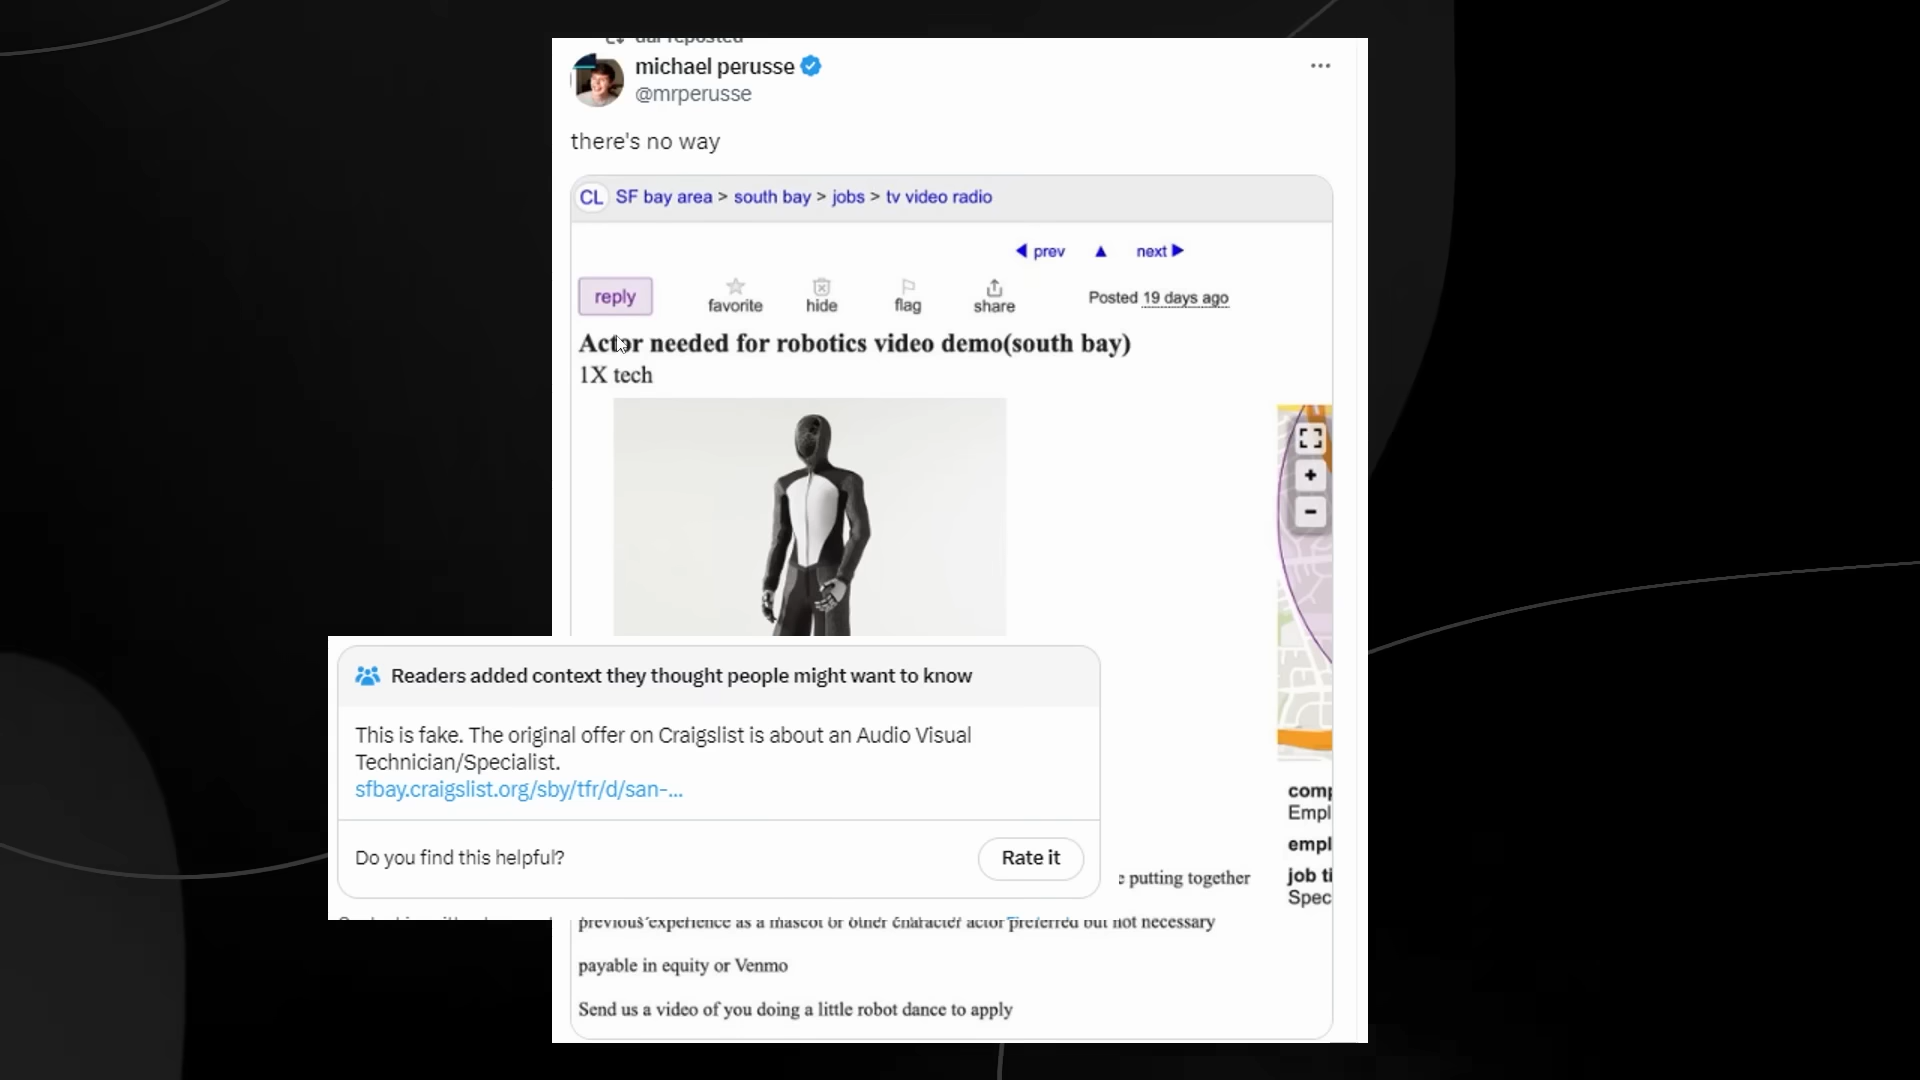 dar reposted
michael perusse
@mrperusse
there's no way
CL SF bay area > south bay > jobs > tv video radio
prev next
reply favorite hide flag share Posted 19 days ago
Actor needed for robotics video demo(south bay)
1X tech
+
-
Readers added context they thought people might want to know
This is fake. The original offer on Craigslist is about an Audio Visual
Technician/Specialist.
sfbay.craigslist.org/sby/tfr/d/san-...
Do you find this helpful?
Rate it
comp
Empl
empl
job ti
Spec
putting together
previous experience as a mascot or other character actor preferred but not necessary
payable in equity or Venmo
Send us a video of you doing a little robot dance to apply